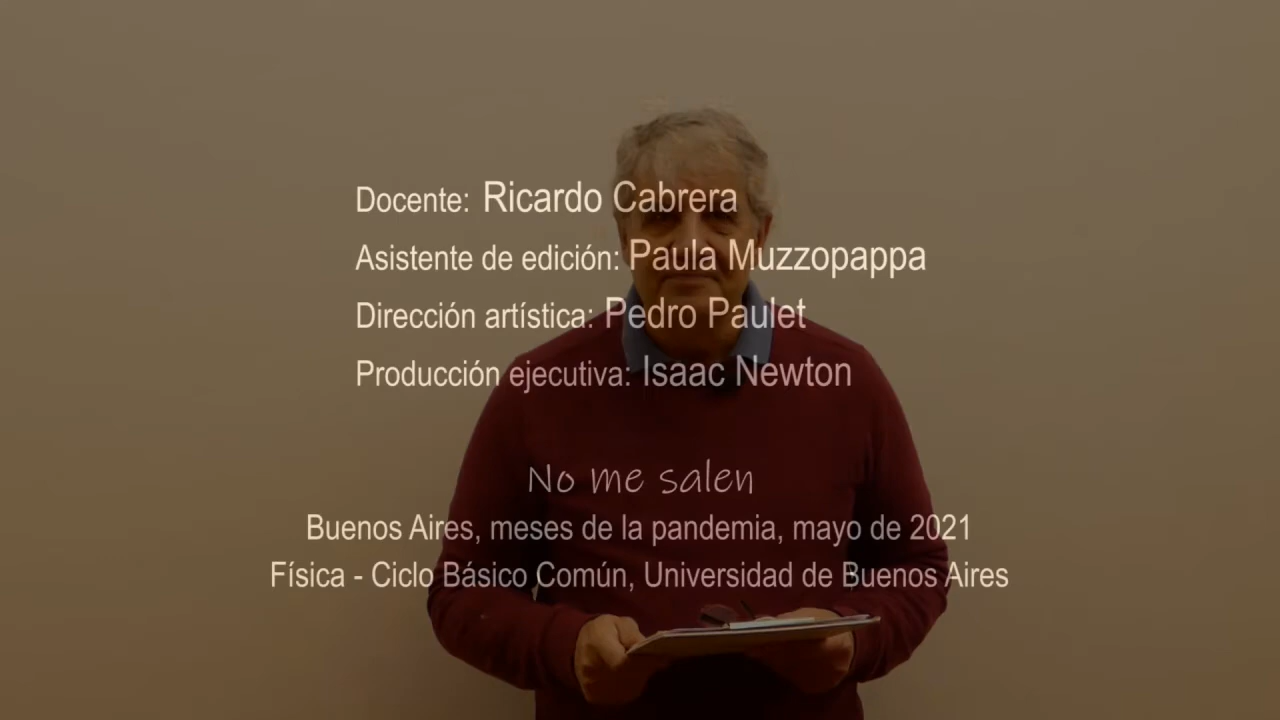 Docente: Ricardo Cabrera
Asistente de edición: Paula Muzzopappa
Dirección artística: Pedro Paulet
Producción ejecutiva: Isaac Newton
No me salen
Buenos Aires, meses de la pandemia, mayo de 2021
Física - Ciclo Básico Común, Universidad de Buenos Aires